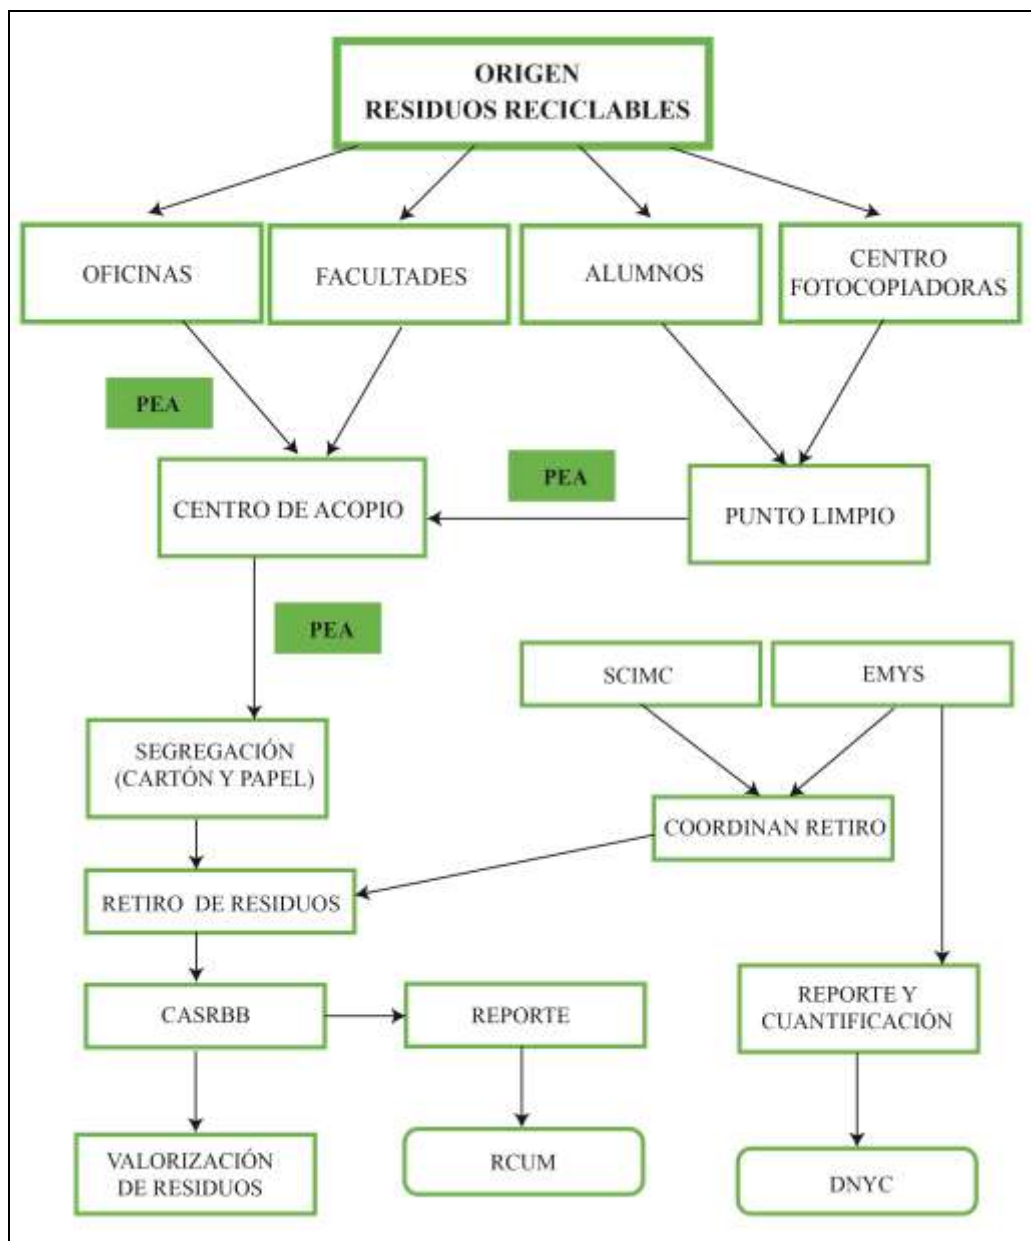 ORIGEN
RESIDUOS RECICLABLES
OFICINAS
FACULTADES
ALUMNOS
CENTRO
FOTOCOPIADORAS
PEA
CENTRO DE ACOPIO
PEA
PUNTO LIMPIO
PEA
SCIMC
EMYS
SEGREGACIÓN
(CARTÓN Y PAPEL)
COORDINAN RETIRO
RETIRO DE RESIDUOS
CASRBB
REPORTE
REPORTE Y
CUANTIFICACIÓN
VALORIZACIÓN
DE RESIDUOS
RCUM
DNYC